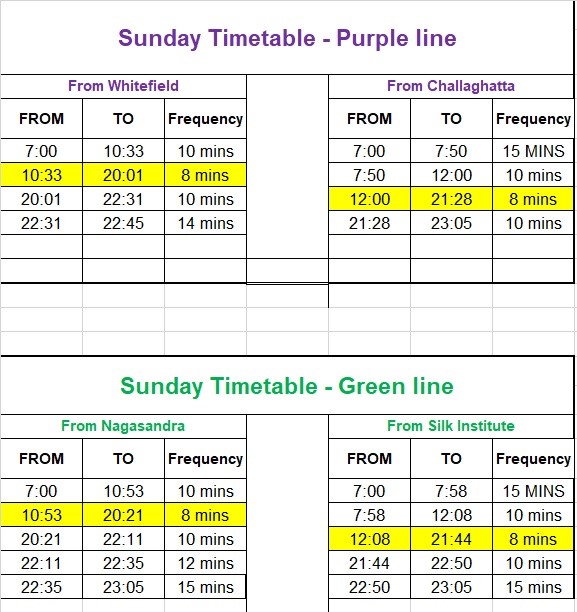 Sunday Timetable - Purple line
From Whitefield From Challaghatta
FROM TO Frequency FROM TO Frequency
7:00 10:33 10 mins 7:00 7:50 15 MINS
10:33 20:01 8 mins 7:50 12:00 10 mins
20:01 22:31 10 mins 12:00 21:28 8 mins
22:31 22:45 14 mins 21:28 23:05 10 mins
Sunday Timetable - Green line
From Nagasandra From Silk Institute
FROM TO Frequency FROM TO Frequency
7:00 10:53 10 mins 7:00 7:58 15 MINS
10:53 20:21 8 mins 7:58 12:08 10 mins
20:21 22:11 10 mins 12:08 21:44 8 mins
22:11 22:35 12 mins 21:44 22:50 10 mins
22:35 23:05 15 mins 22:50 23:05 15 mins